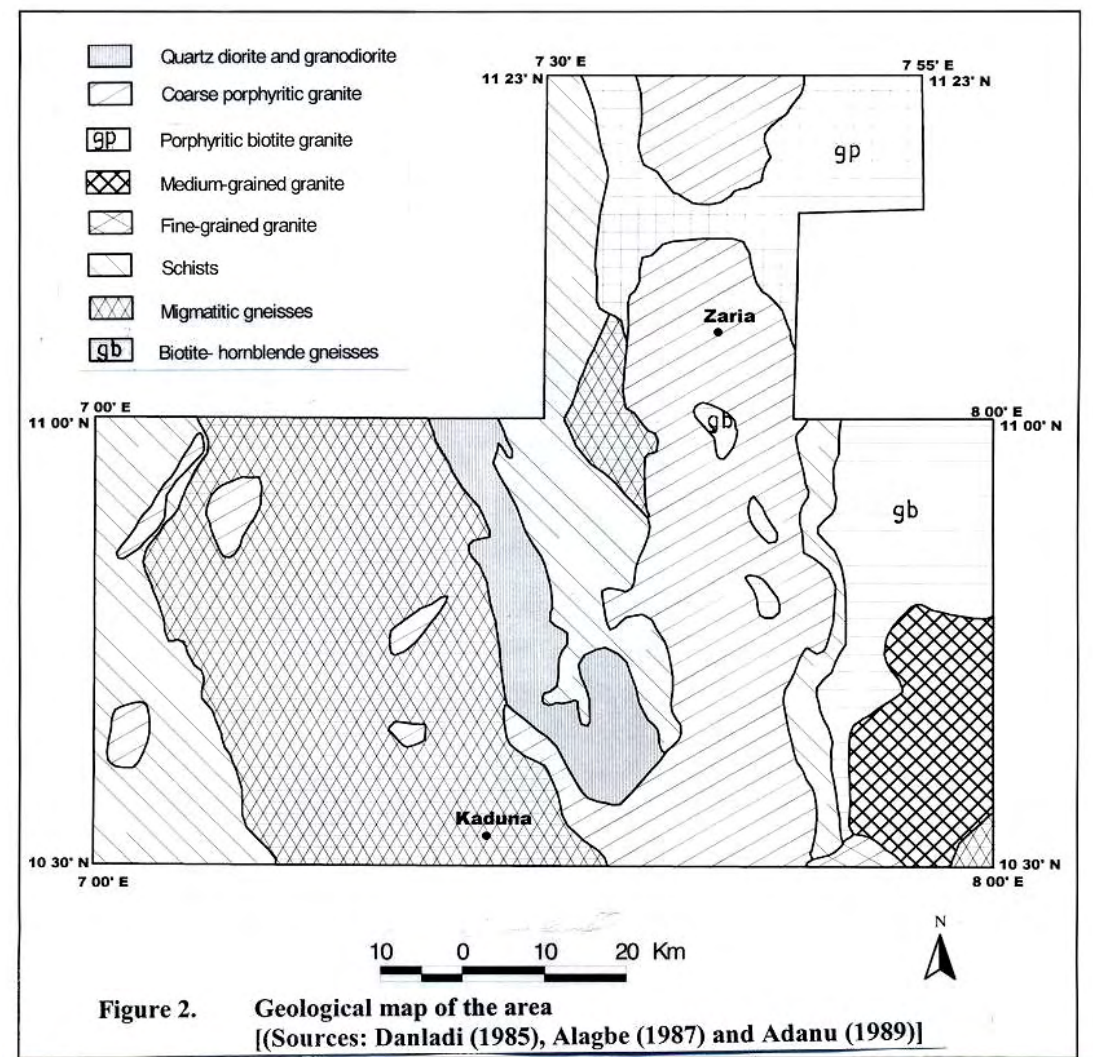 Quartz diorite and granodiorite
Coarse porphyritic granite
gp Porphyritic biotite granite
Medium-grained granite
Fine-grained granite
Schists
Migmatitic gneisses
gb Biotite- hornblende gneisses
7 30' E
11 23' N
7 55' E
11 23' N
gp
Zaria
gb
7 00' E
11 00' N
8 00' E
11 00' N
gb
Kaduna
10 30' N
7 00' E
10 30' N
8 00' E
N
10 0 10 20 Km
Figure 2. Geological map of the area
[(Sources: Danladi (1985), Alagbe (1987) and Adanu (1989)]